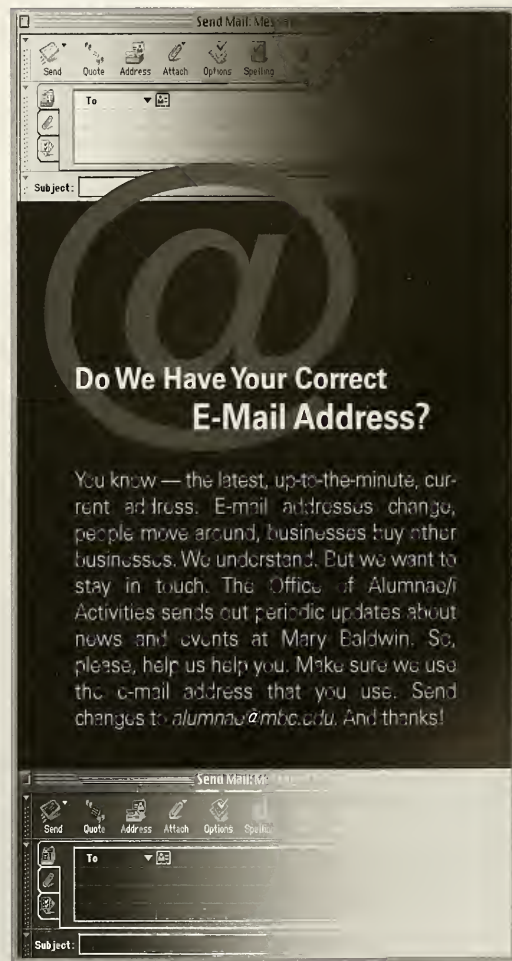 Send Mail: Mes
Send Quote Address Attach Options Spelling
To
Subject:
@
Do We Have Your Correct
E-Mail Address?
You know — the latest, up-to-the-minute, cur-
rent address. E-mail addresses change,
people move around, businesses buy other
businesses. We understand. But we want to
stay in touch. The Office of Alumnae/i
Activities sends out periodic updates about
news and events at Mary Baldwin. So,
please, help us help you. Make sure we use
the e-mail address that you use. Send
changes to alumnae@mbc.edu. And thanks!
Send Mail: M
Send Quote Address Attach Options Spelling
To
Subject: